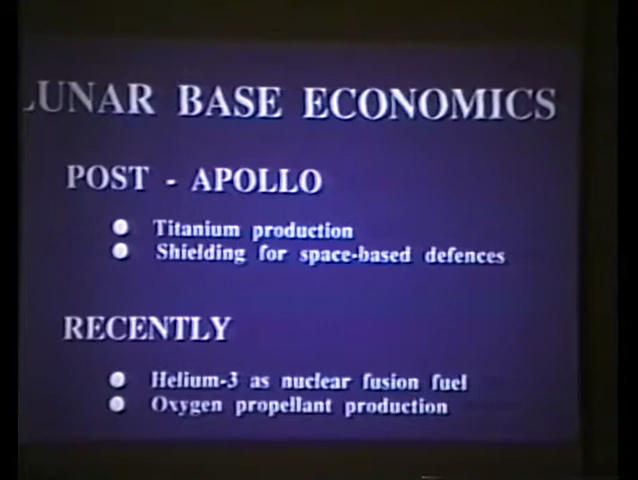 LUNAR BASE ECONOMICS
POST - APOLLO
Titanium production
Shielding for space-based defences
RECENTLY
Helium-3 as nuclear fusion fuel
Oxygen propellant production